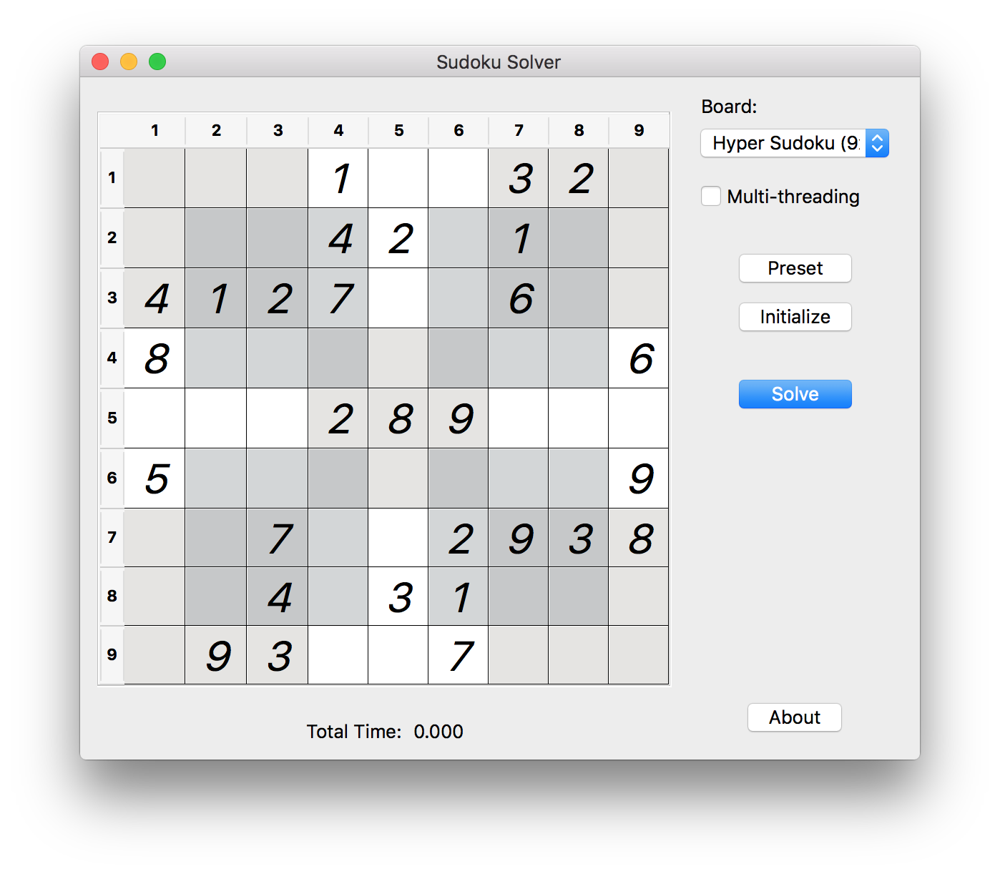 Sudoku Solver
Board:
1 2 3 4 5 6 7 8 9
Hyper Sudoku (9
1 1 3 2
Multi-threading
2 4 2 1
Preset
3 4 1 2 7 6
Initialize
4 8 6
Solve
5 2 8 9
6 5 9
7 7 2 9 3 8
8 4 3 1
9 9 3 7
About
Total Time: 0.000